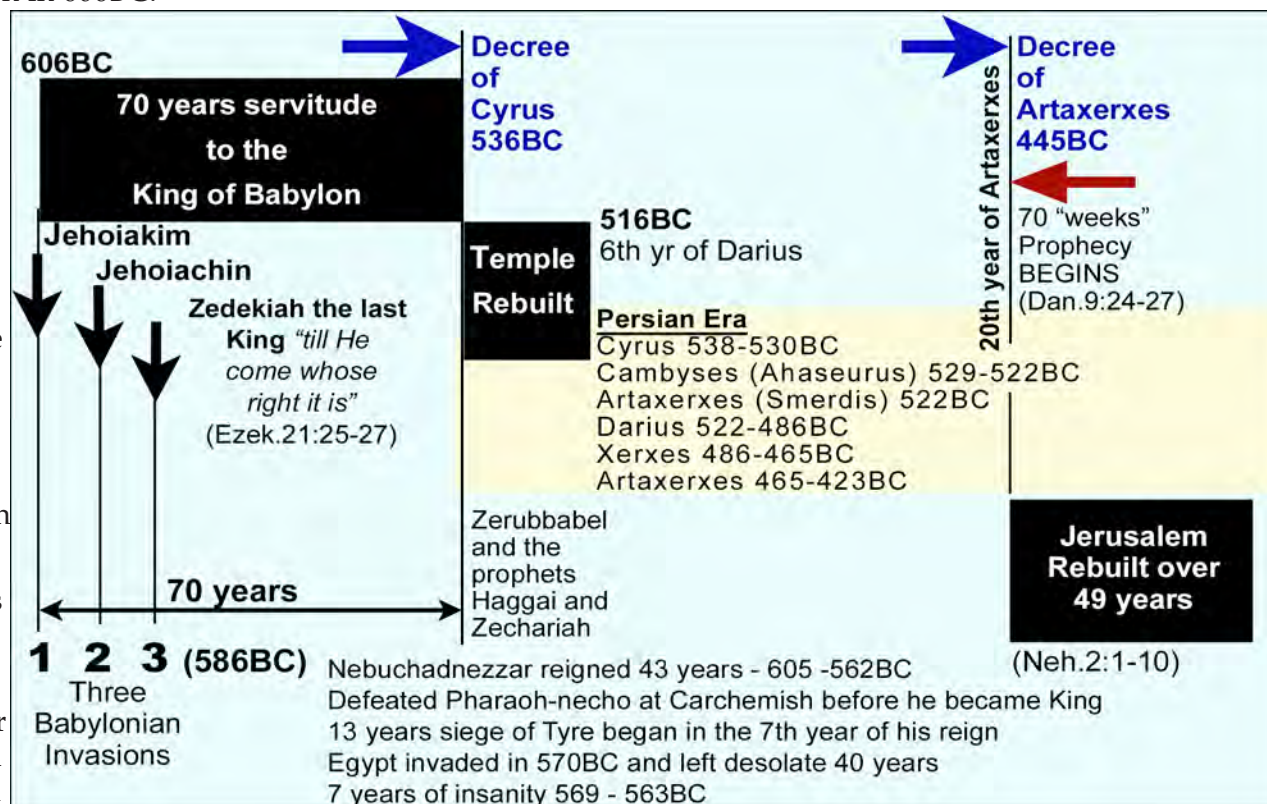 606BC
70 years servitude
to the
King of Babylon
Decree
of
Cyrus
536BC
20th year of Artaxerxes
Decree
of
Artaxerxes
445BC
70 "weeks"
Prophecy
BEGINS
(Dan.9:24-27)
Jehoiakim
Jehoiachin
Zedekiah the last
King "till He
come whose
right it is"
(Ezek.21:25-27)
Temple
Rebuilt
516BC
6th yr of Darius
Persian Era
Cyrus 538-530BC
Cambyses (Ahaseurus) 529-522BC
Artaxerxes (Smerdis) 522BC
Darius 522-486BC
Xerxes 486-465BC
Artaxerxes 465-423BC
Zerubbabel
and the
prophets
Haggai and
Zechariah
Jerusalem
Rebuilt over
49 years
(Neh.2:1-10)
70 years
1 2 3 (586BC)
Three
Babylonian
Invasions
Nebuchadnezzar reigned 43 years - 605 -562BC
Defeated Pharaoh-necho at Carchemish before he became King
13 years siege of Tyre began in the 7th year of his reign
Egypt invaded in 570BC and left desolate 40 years
7 years of insanity 569 - 563BC